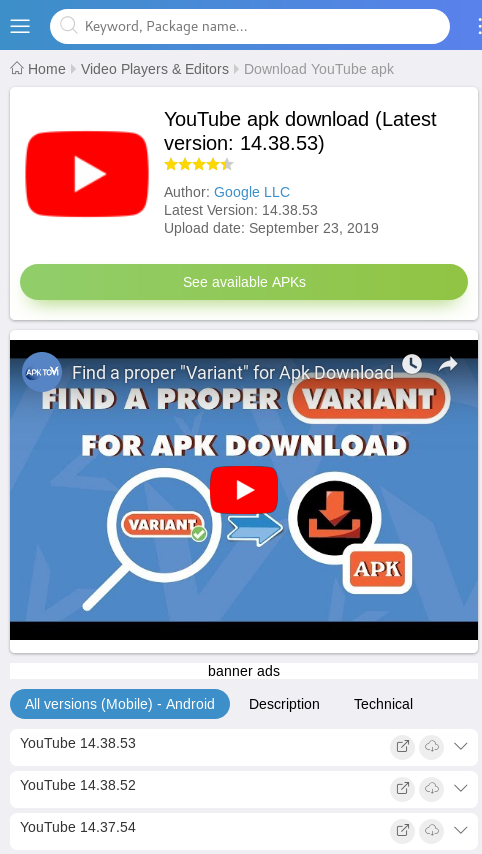 Keyword, Package name...
Home Video Players & Editors Download YouTube apk
YouTube apk download (Latest
version: 14.38.53)
Author: Google LLC
Latest Version: 14.38.53
Upload date: September 23, 2019
See available APKs
Find a proper "Variant" for Apk Download
FIND A PROPER VARIANT
FOR APK DOWNLOAD
VARIANT
APK
banner ads
All versions (Mobile) - Android Description Technical
YouTube 14.38.53
YouTube 14.38.52
YouTube 14.37.54